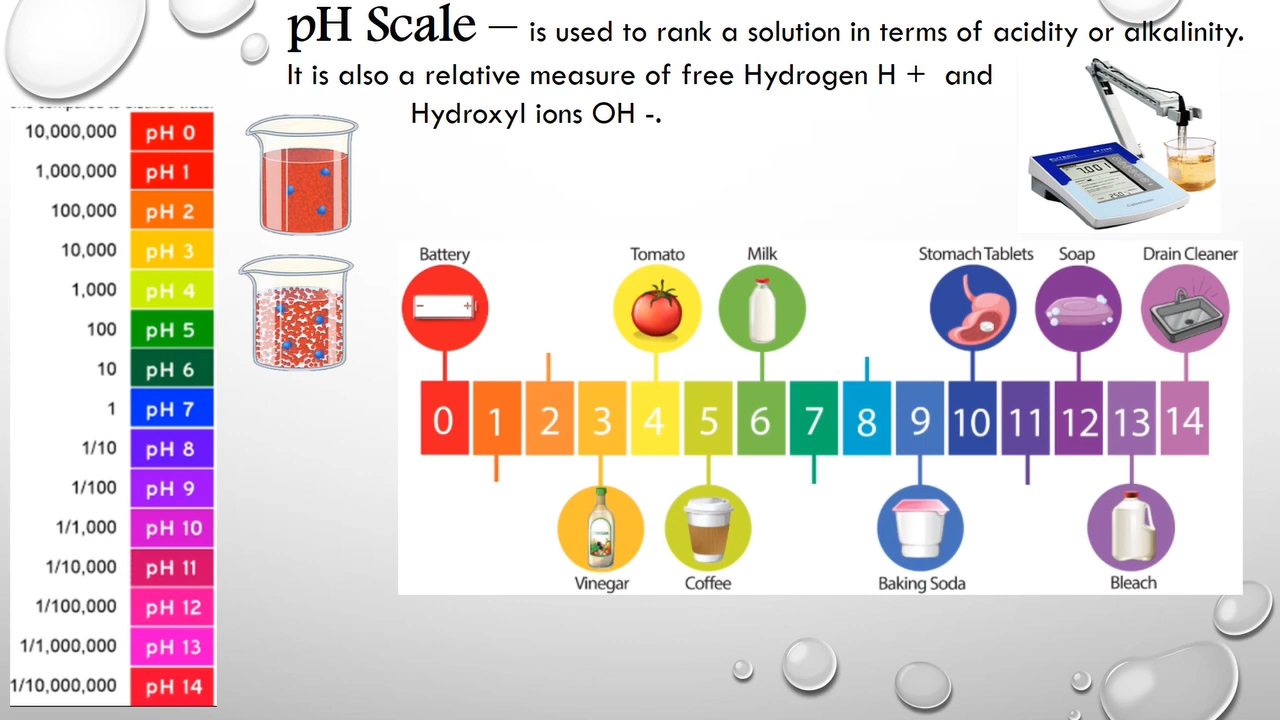 pH Scale — is used to rank a solution in terms of acidity or alkalinity.
It is also a relative measure of free Hydrogen H + and
Hydroxyl ions OH -.
10,000,000 pH 0
1,000,000 pH 1
100,000 pH 2
10,000 pH 3
1,000 pH 4
100 pH 5
10 pH 6
1 pH 7
1/10 pH 8
1/100 pH 9
1/1,000 pH 10
1/10,000 pH 11
1/100,000 pH 12
1/1,000,000 pH 13
1/10,000,000 pH 14
7.00
Battery Tomato Milk Stomach Tablets Soap Drain Cleaner
- +
0 1 2 3 4 5 6 7 8 9 10 11 12 13 14
Vinegar Coffee Baking Soda Bleach